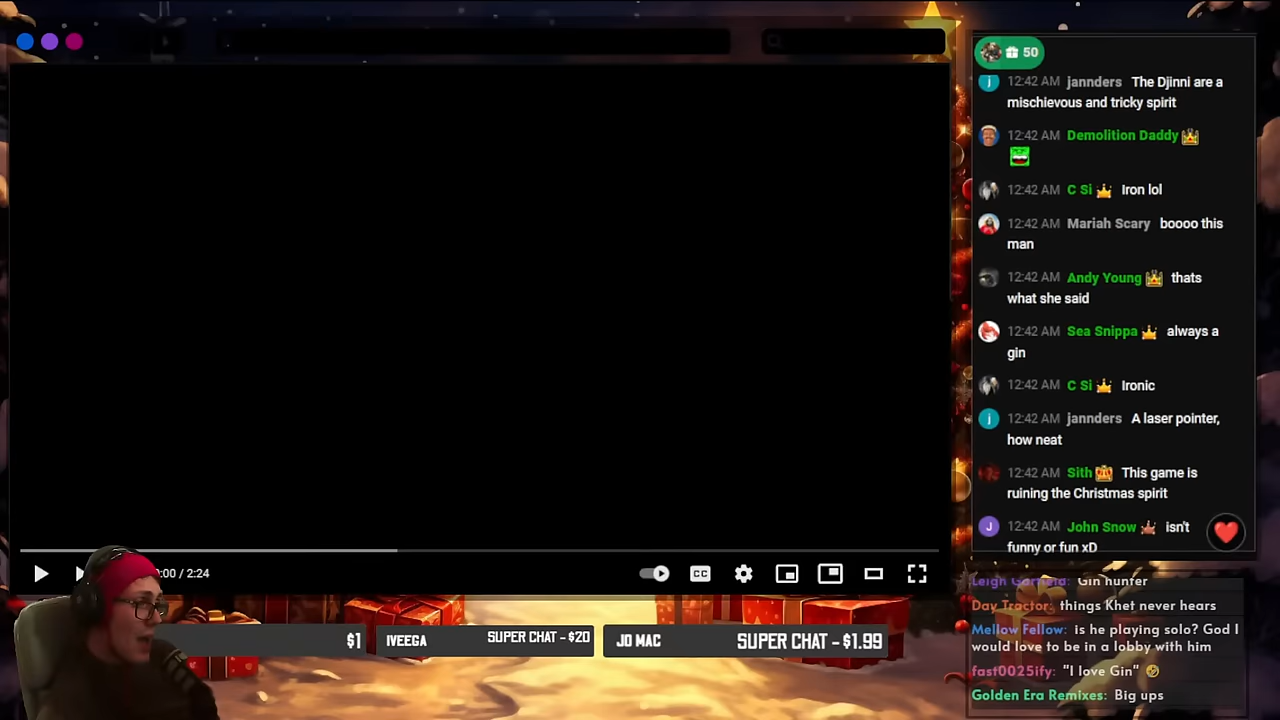 50
12:42 AM jannders The Djinni are a
mischievous and tricky spirit
12:42 AM Demolition Daddy
12:42 AM C Si Iron lol
12:42 AM Mariah Scary boooo this
man
12:42 AM Andy Young thats
what she said
12:42 AM Sea Snippa always a
gin
12:42 AM C Si Ironic
12:42 AM jannders A laser pointer,
how neat
12:42 AM Sith This game is
ruining the Christmas spirit
J 12:42 AM John Snow isn't
funny or fun xD
:00 / 2:24
CC
$1
IVEEGA SUPER CHAT - $20
JD MAC SUPER CHAT - $1.99
Leigh Garfield: Gin hunter
Day Tractor: things Khet never hears
Mellow Fellow: is he playing solo? God I
would love to be in a lobby with him
fast0025ify: "I love Gin"
Golden Era Remixes: Big ups